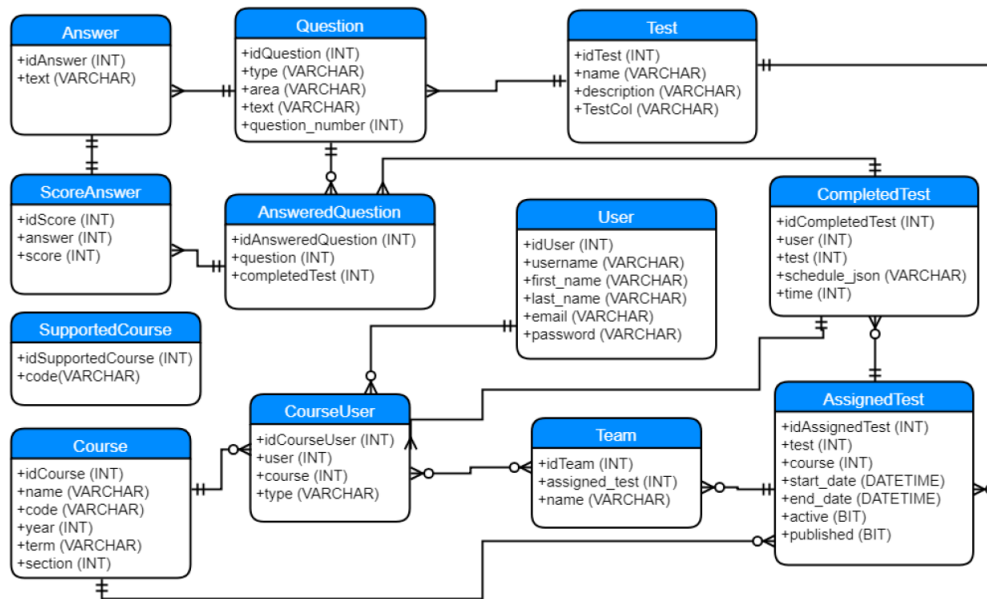 Answer
+idAnswer (INT)
+text (VARCHAR)
Question
+idQuestion (INT)
+type (VARCHAR)
+area (VARCHAR)
+text (VARCHAR)
+question_number (INT)
Test
+idTest (INT)
+name (VARCHAR)
+description (VARCHAR)
+TestCol (VARCHAR)
ScoreAnswer
+idScore (INT)
+answer (INT)
+score (INT)
AnsweredQuestion
+idAnsweredQuestion (INT)
+question (INT)
+completedTest (INT)
User
+idUser (INT)
+username (VARCHAR)
+first_name (VARCHAR)
+last_name (VARCHAR)
+email (VARCHAR)
+password (VARCHAR)
CompletedTest
+idCompletedTest (INT)
+user (INT)
+test (INT)
+schedule_json (VARCHAR)
+time (INT)
SupportedCourse
+idSupportedCourse (INT)
+code(VARCHAR)
Course
+idCourse (INT)
+name (VARCHAR)
+code (VARCHAR)
+year (INT)
+term (VARCHAR)
+section (INT)
CourseUser
+idCourseUser (INT)
+user (INT)
+course (INT)
+type (VARCHAR)
Team
+idTeam (INT)
+assigned_test (INT)
+name (VARCHAR)
AssignedTest
+idAssignedTest (INT)
+test (INT)
+course (INT)
+start_date (DATETIME)
+end_date (DATETIME)
+active (BIT)
+published (BIT)